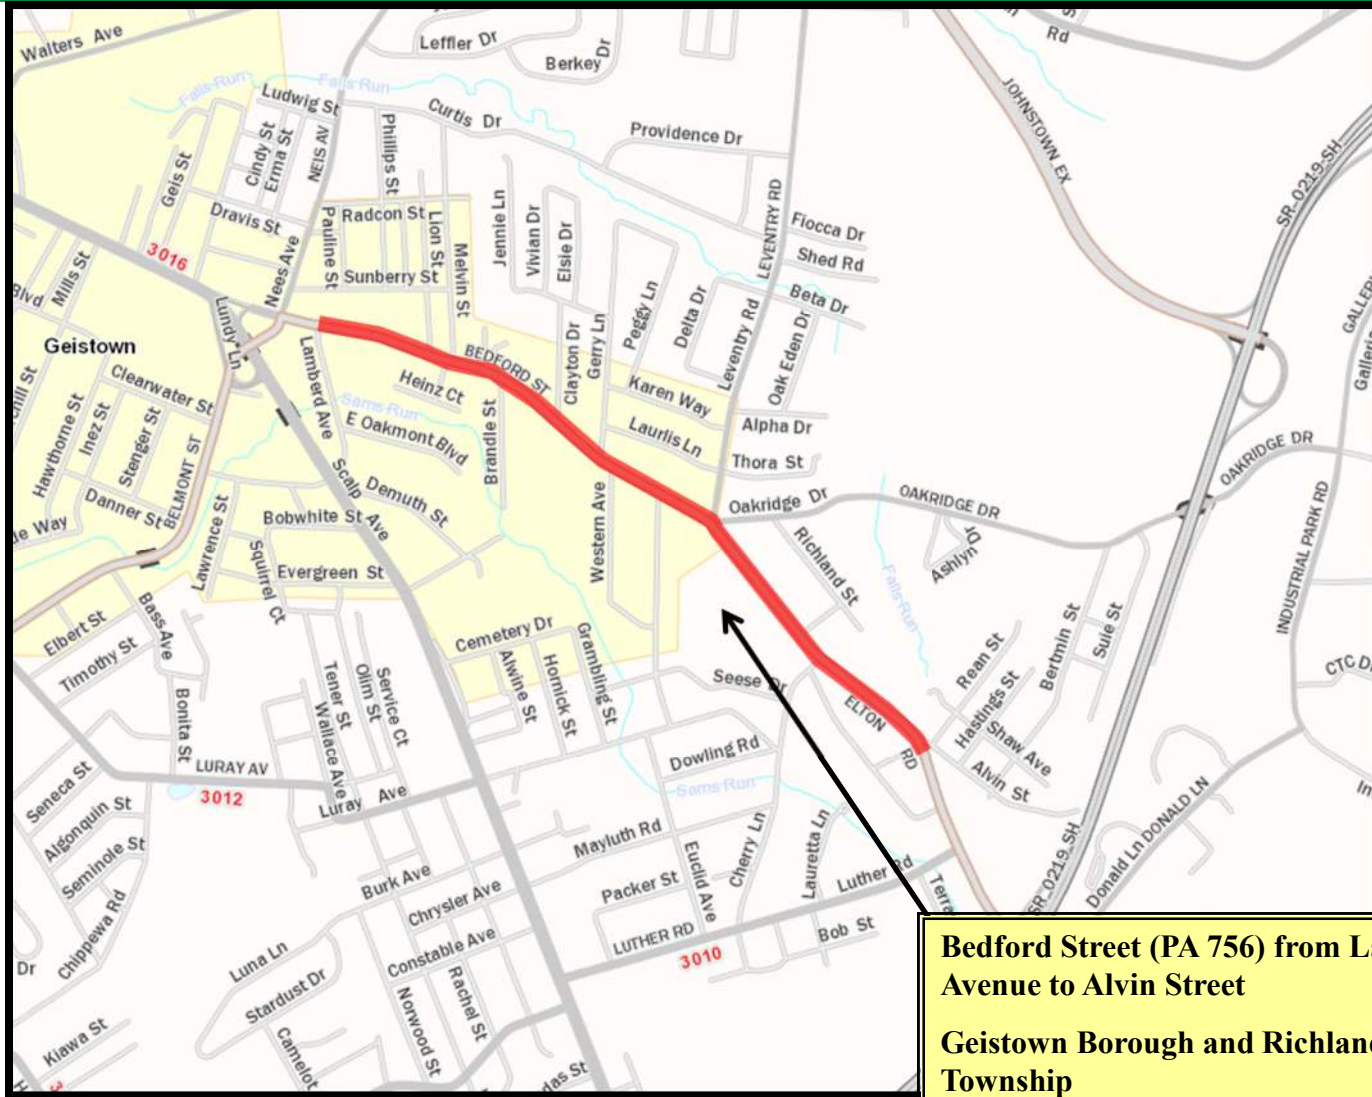 Walters Ave
Leffler Dr
Berkey Dr
Rd
Falls Run
Falls Run
Ludwig St
Curtis Dr
Providence Dr
JOHNSTOWN EX
SR 0219 SH
Cindy St
Erma St
NEIS AV
Phillips St
Geis St
Dravis St
Pauline St
Radcon St
Lion St
Melvin St
Jennie Ln
Vivian Dr
Elsie Dr
LEVENTRY RD
Fiocca Dr
Shed Rd
Beta Dr
3016
Mills St
Blvd
Nees Ave
Sunberry St
Peggy Ln
Delta Dr
Leventry Rd
Oak Eden Dr
Geistown
Lundy Ln
Lamberd Ave
BEDFORD ST
Clayton Dr
Gerry Ln
Heinz Ct
Karen Way
Clearwater St
Sams Run
E Oakmont Blvd
Brandle St
Laurlis Ln
Alpha Dr
Thora St
Hawthorne St
Inez St
Stenger St
BELMONT ST
Danner St
Scalp Ave
Demuth St
Western Ave
Oakridge Dr
OAKRIDGE DR
OAKRIDGE DR
INDUSTRIAL PARK RD
Way
Lawrence St
Bobwhite St
Squirrel Ct
Evergreen St
Richland St
Ashlyn Dr
Falls Run
Elbert St
Timothy St
Bass Ave
Bonita St
Cemetery Dr
Alwine St
Hornick St
Grambling St
Seese Dr
ELTON RD
Rean St
Hastings St
Bertmin St
Suie St
Shaw Ave
Alvin St
Tener St
Wallace Ave
Olim St
Service Ct
Dowling Rd
Sams Run
LURAY AV
3012
Luray Ave
Seneca St
Algonquin St
Seminole St
Chippewa Rd
Mayluth Rd
Euclid Ave
Cherry Ln
Lauretta Ln
Luther Rd
SR 0219 SH
Donald Ln
DONALD LN
Burk Ave
Chrysler Ave
Packer St
Constable Ave
LUTHER RD
3010
Bob St
Dr
Luna Ln
Stardust Dr
Camelot
Norwood St
Rachel St
Kiawa St
Bedford Street (PA 756) from
Avenue to Alvin Street
Geistown Borough and
Township